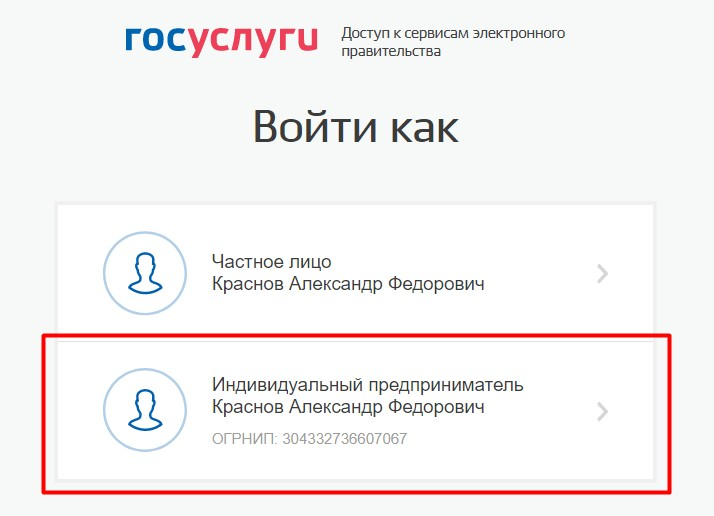 госуслуги
Доступ к сервисам электронного
правительства
Войти как
Частное лицо
Краснов Александр Федорович
Индивидуальный предприниматель
Краснов Александр Федорович
ОГРНИП: 304332736607067